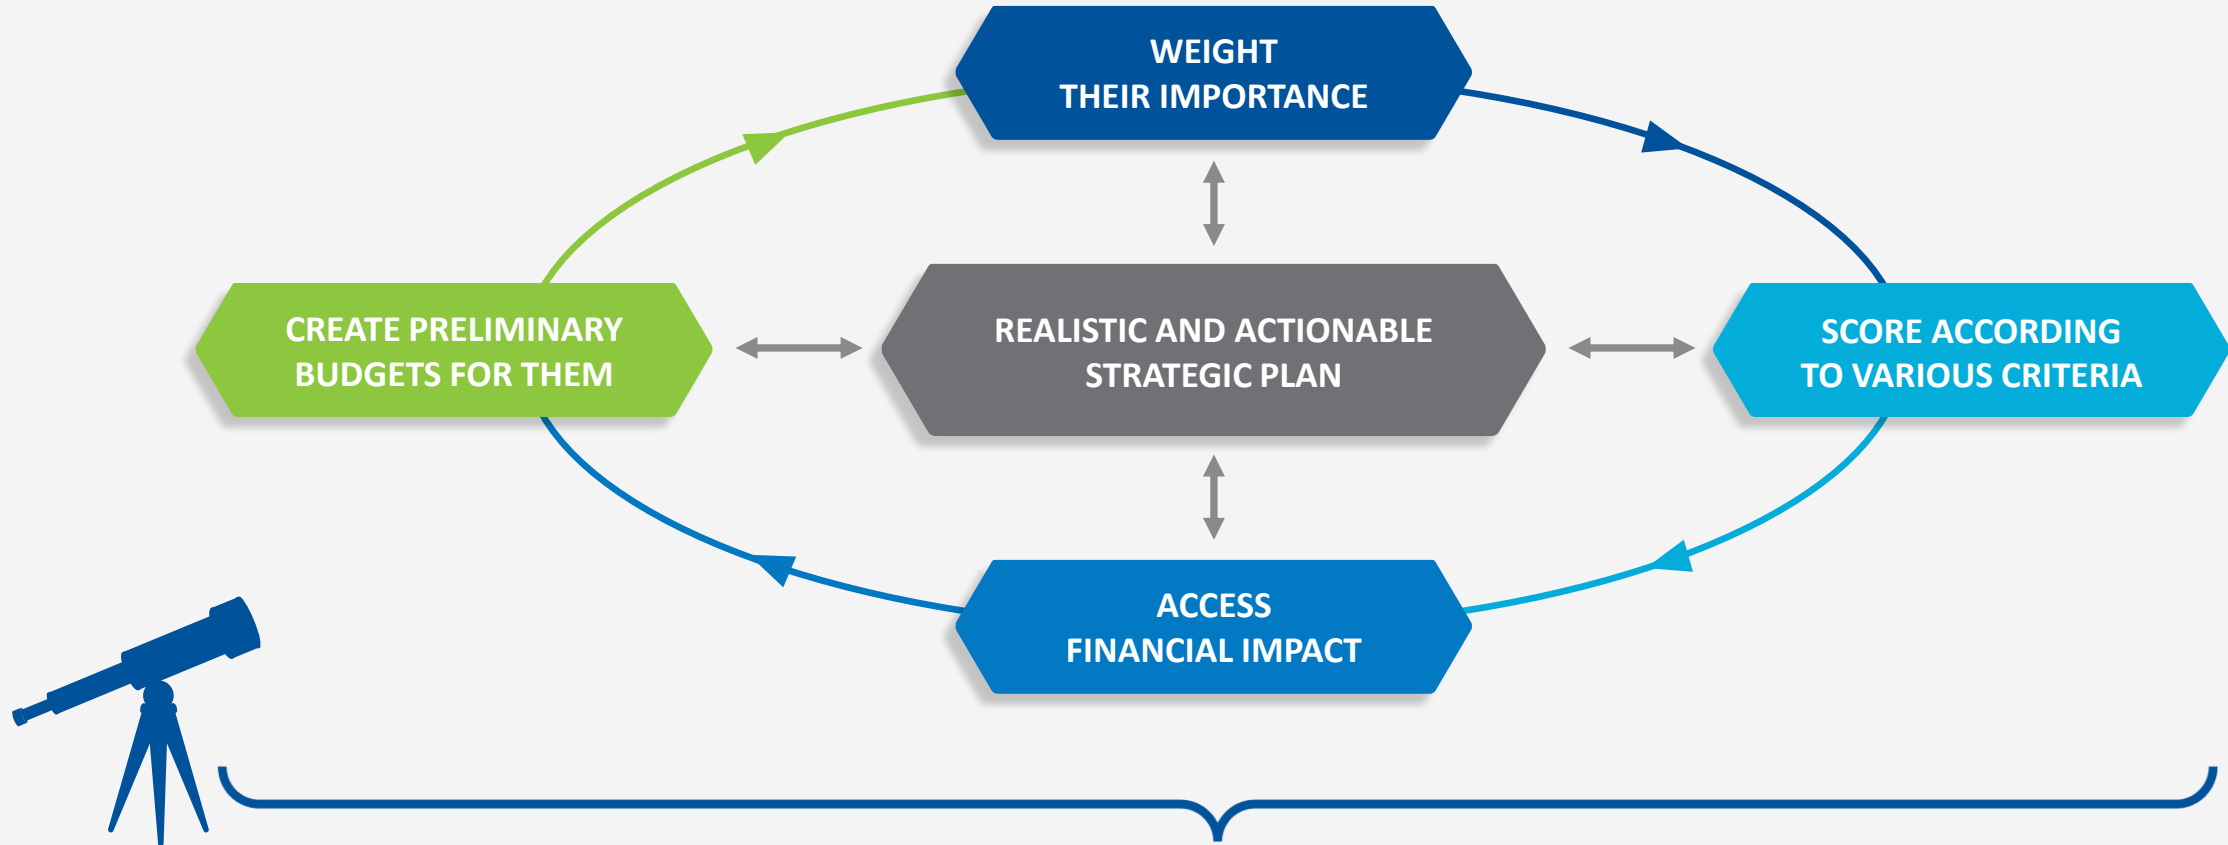 WEIGHT
THEIR IMPORTANCE
CREATE PRELIMINARY
BUDGETS FOR THEM
REALISTIC AND ACTIONABLE
STRATEGIC PLAN
SCORE ACCORDING
TO VARIOUS CRITERIA
ACCESS
FINANCIAL IMPACT